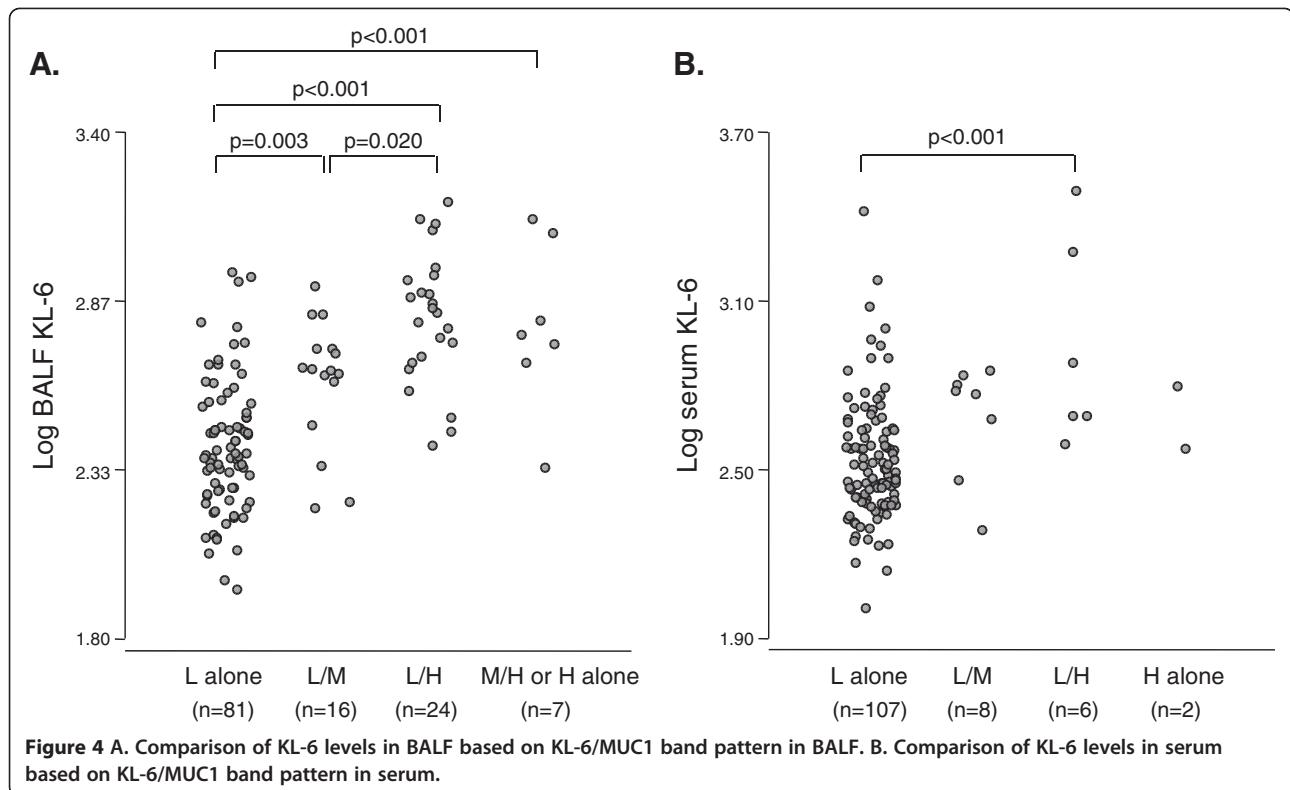 A.
p<0.001
p<0.001
p=0.003
p=0.020
Log BALF KL-6
3.40
2.87
2.33
1.80
L alone
L/M
L/H
M/H or H alone
(n=81)
(n=16)
(n=24)
(n=7)
B.
p<0.001
Log serum KL-6
3.70
3.10
2.50
1.90
L alone
L/M
L/H
H alone
(n=107)
(n=8)
(n=6)
(n=2)
Figure 4 A. Comparison of KL-6 levels in BALF based on KL-6/MUC1 band pattern in BALF. B. Comparison of KL-6 levels in serum
based on KL-6/MUC1 band pattern in serum.